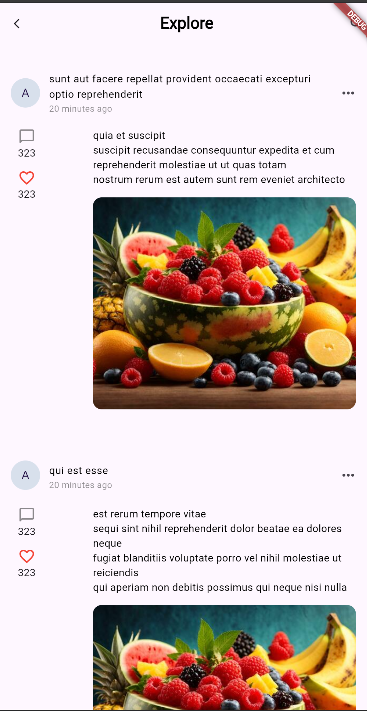 Explore
DEBUG
A
sunt aut facere repellat provident occaecati excepturi
optio reprehenderit
20 minutes ago
323
323
quia et suscipit
suscipit recusandae consequuntur expedita et cum
reprehenderit molestiae ut ut quas totam
nostrum rerum est autem sunt rem eveniet architecto
A
qui est esse
20 minutes ago
323
323
est rerum tempore vitae
sequi sint nihil reprehenderit dolor beatae ea dolores
neque
fugiat blanditiis voluptate porro vel nihil molestiae ut
reiciendis
qui aperiam non debitis possimus qui neque nisi nulla